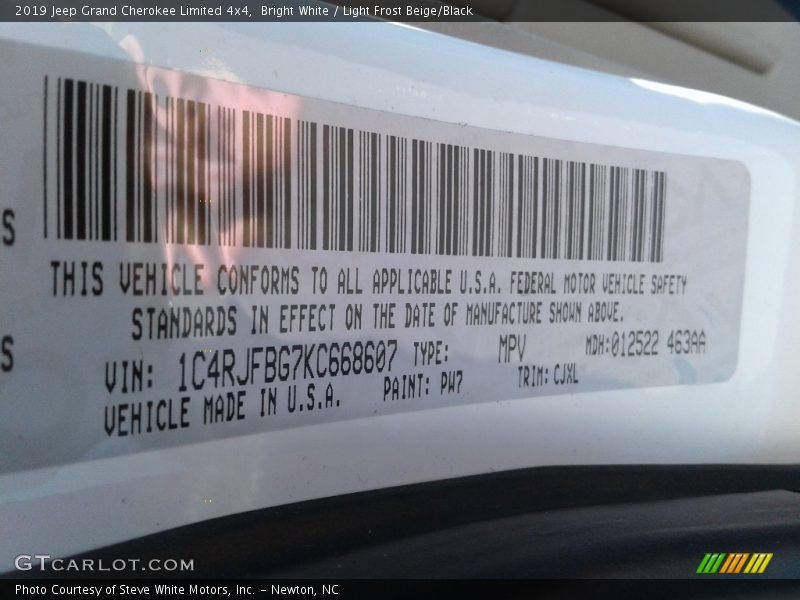 2019 Jeep Grand Cherokee Limited 4x4, Bright White / Light Frost Beige/Black
S
THIS VEHICLE CONFORMS TO ALL APPLICABLE U.S.A. FEDERAL MOTOR VEHICLE SAFETY
STANDARDS IN EFFECT ON THE DATE OF MANUFACTURE SHOWN ABOVE.
S
VIN: 1C4RJFBG7KC668607 TYPE: MPV MDH:012522 463AA
VEHICLE MADE IN U.S.A. PAINT: PW7 TRIM: CJXL
GTCARLOT.COM
Photo Courtesy of Steve White Motors, Inc. - Newton, NC